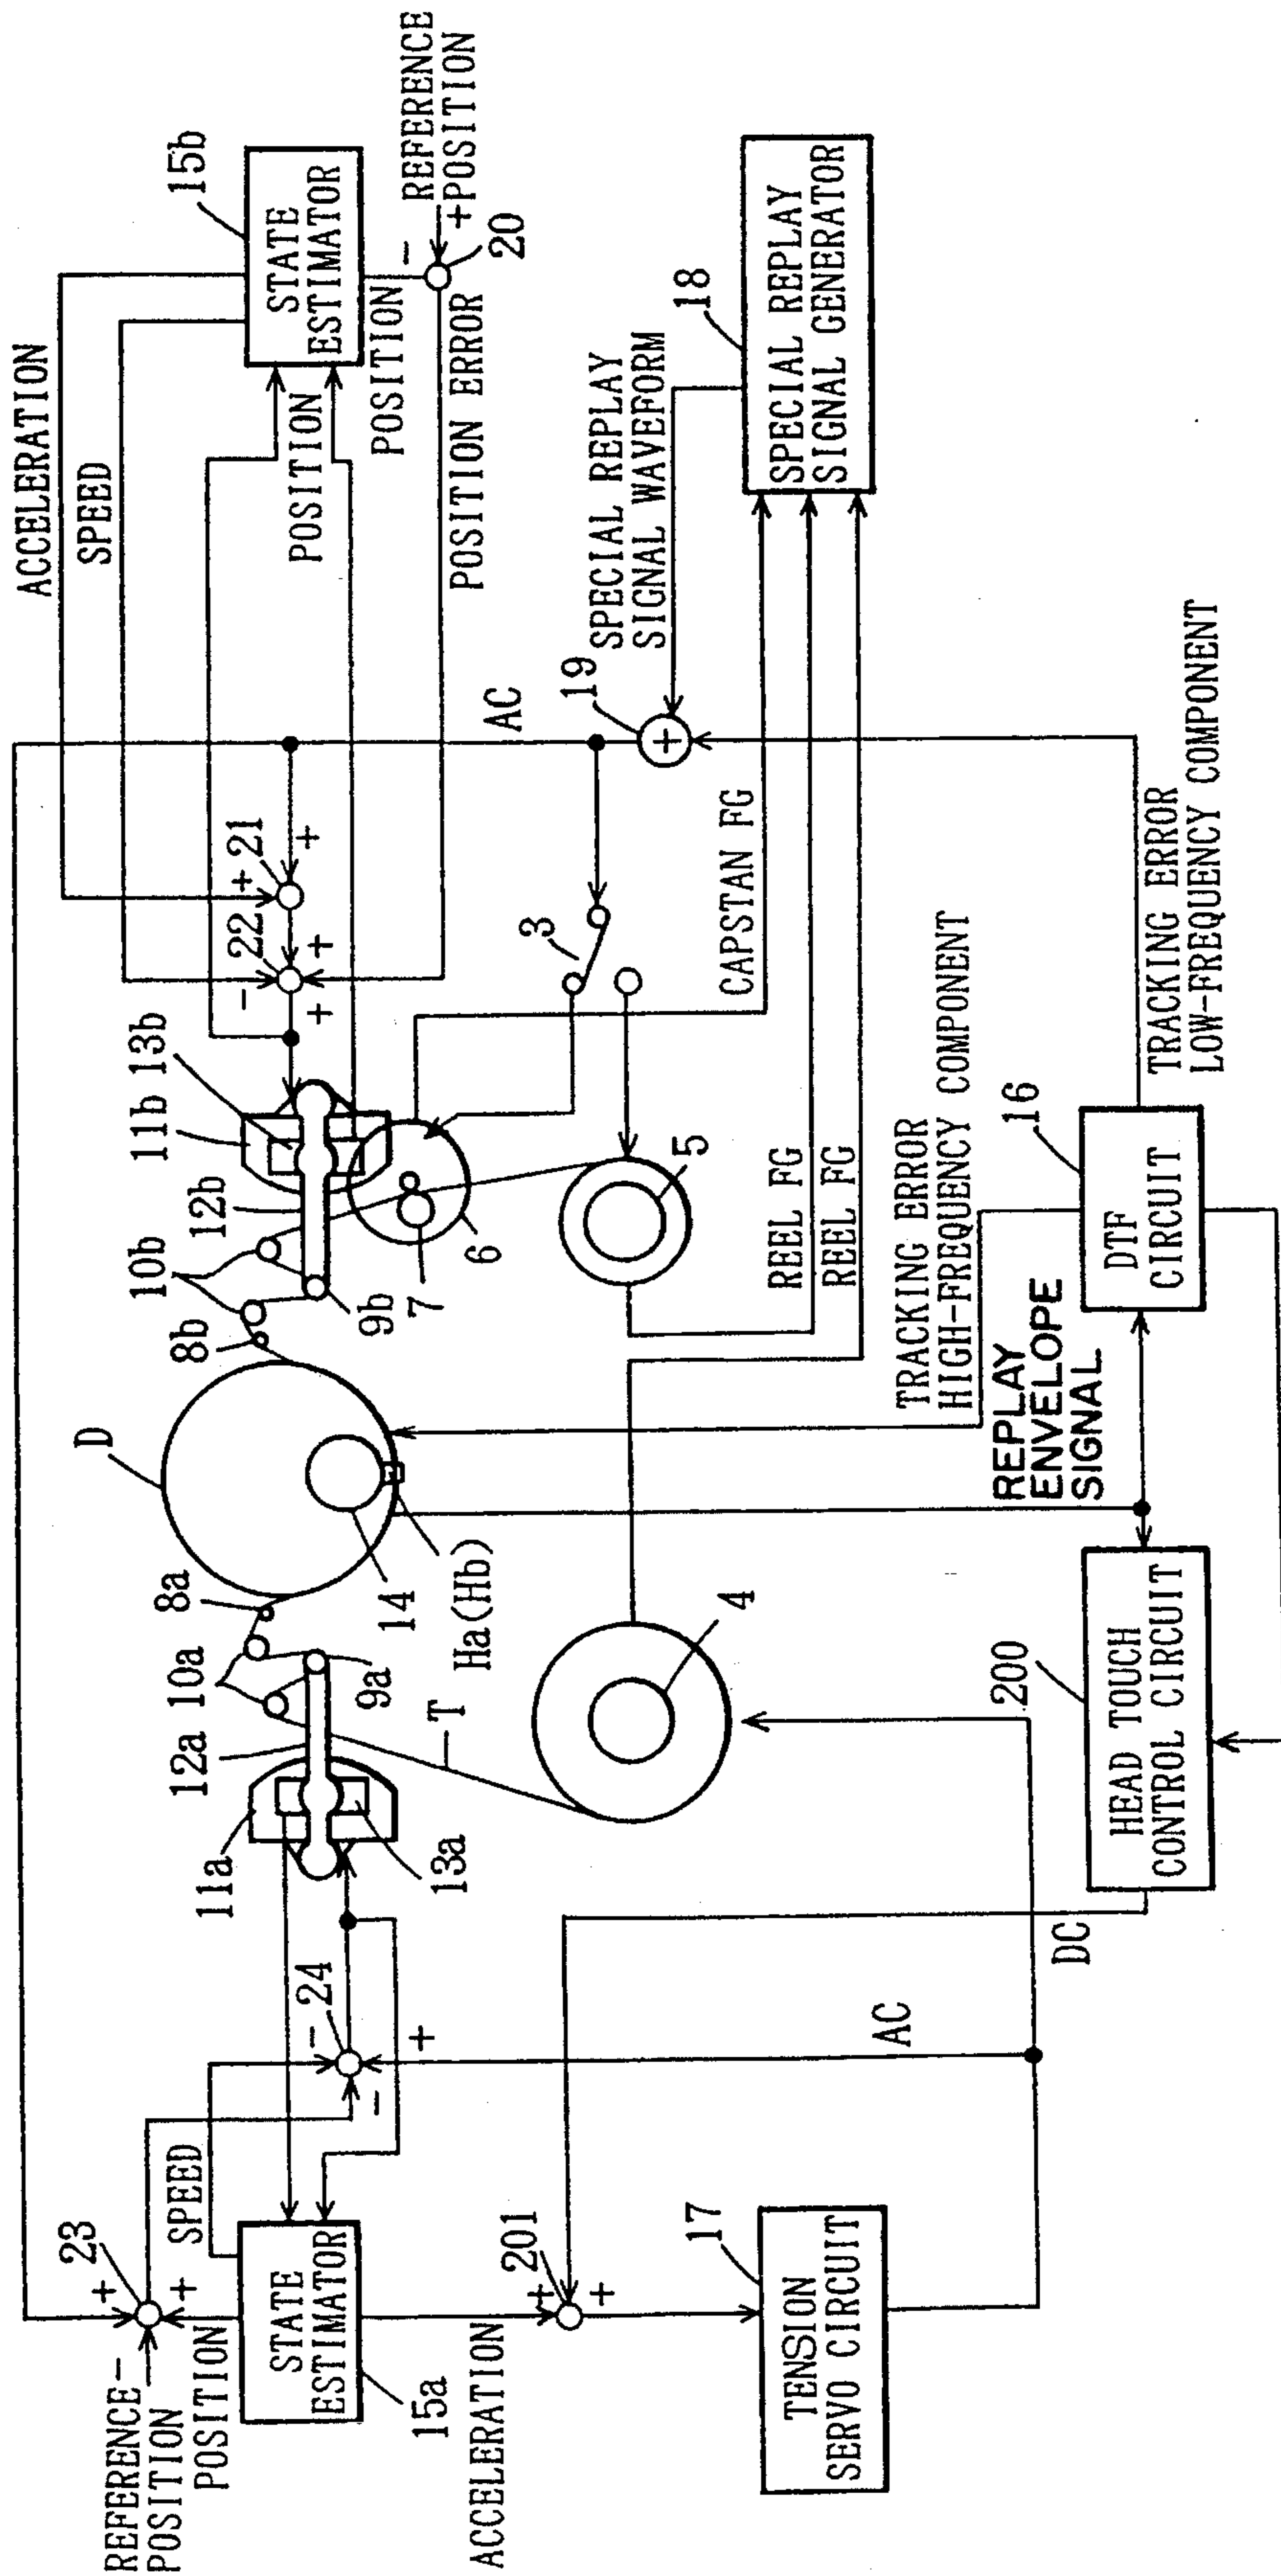 ACCELERATION
SPEED
15b
STATE
ESTIMATOR
POSITION
POSITION
-
REFERENCE
+POSITION
20
POSITION ERROR
AC
+
21
+
22
+
-
+
11b
13b
12b
10b
8b
9b
7
6
3
5
19
+
SPECIAL REPLAY
SIGNAL WAVEFORM
18
SPECIAL REPLAY
SIGNAL GENERATOR
CAPSTAN FG
REEL FG
REEL FG
TRACKING ERROR
HIGH-FREQUENCY COMPONENT
TRACKING ERROR
LOW-FREQUENCY COMPONENT
16
DTF
CIRCUIT
REPLAY
ENVELOPE
SIGNAL
D
14
Ha(Hb)
8a
10a
9a
12a
T
4
11a
13a
200
HEAD TOUCH
CONTROL CIRCUIT
DC
AC
24
-
-
+
SPEED
23
+
+
-
REFERENCE
POSITION
POSITION
STATE
ESTIMATOR
15a
ACCELERATION
201
+
+
17
TENSION
SERVO CIRCUIT